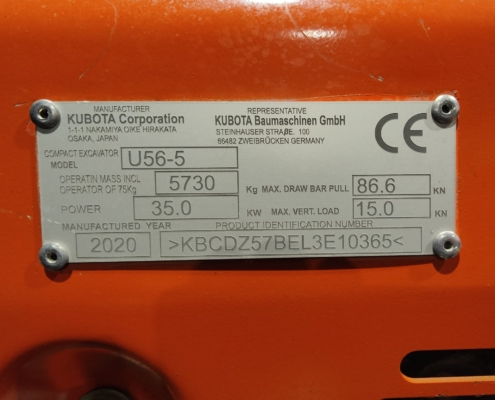 MANUFACTURER
KUBOTA Corporation
1-1-1 NAKAMIYA OIKE HIRAKATA
OSAKA, JAPAN
REPRESENTATIVE
KUBOTA Baumaschinen GmbH
STEINHAUSER STRAßE. 100
66482 ZWEIBRÜCKEN GERMANY
CE
COMPACT EXCAVATOR MODEL U56-5
OPERATIN MASS INCL OPERATOR OF 75Kg 5730 Kg MAX. DRAW BAR PULL 86.6 KN
POWER 35.0 KW MAX. VERT. LOAD 15.0 KN
MANUFACTURED YEAR PRODUCT IDENTIFICATION NUMBER
2020 >KBCDZ57BEL3E10365<